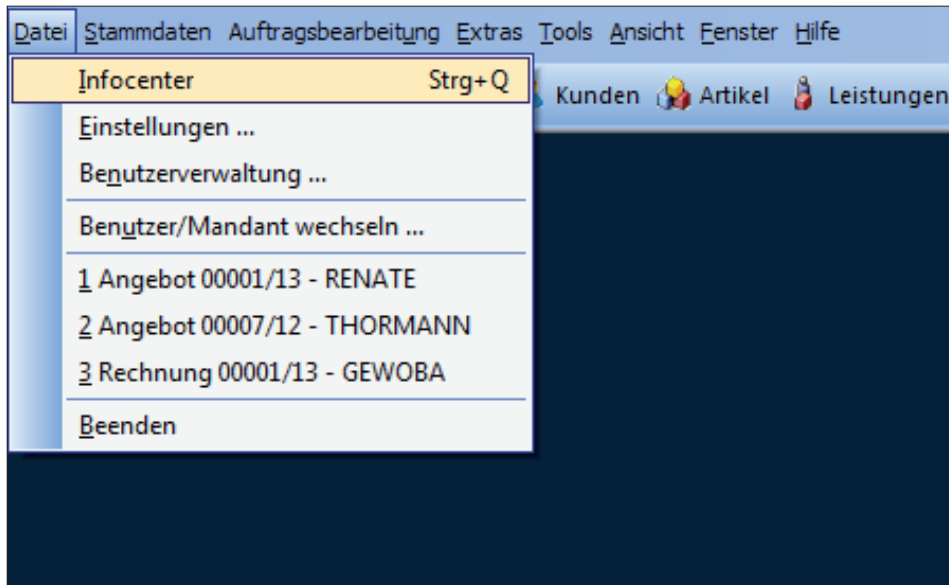 Datei Stammdaten Auftragsbearbeitung Extras Tools Ansicht Fenster Hilfe
Infocenter Strg+Q
Kunden Artikel Leistungen
Einstellungen ...
Benutzerverwaltung ...
Benutzer/Mandant wechseln ...
1 Angebot 00001/13 - RENATE
2 Angebot 00007/12 - THORMANN
3 Rechnung 00001/13 - GEWOBA
Beenden